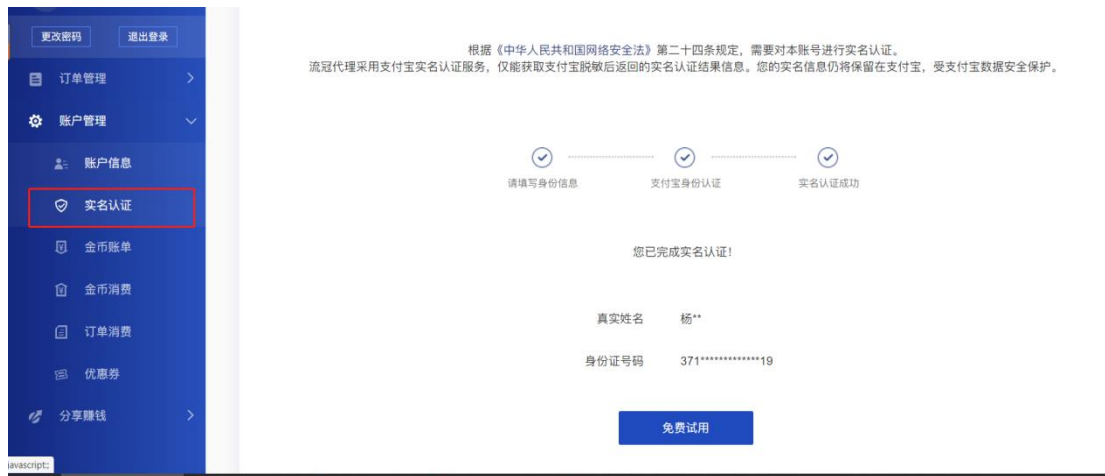 更改密码
退出登录
订单管理
账户管理
账户信息
实名认证
金币账单
金币消费
订单消费
优惠券
分享赚钱
javascript:;
根据《中华人民共和国网络安全法》第二十四条规定，需要对本账号进行实名认证。
流冠代理采用支付宝实名认证服务，仅能获取支付宝脱敏后返回的实名认证结果信息。您的实名信息仍将保留在支付宝，受支付宝数据安全保护。
请填写身份信息
支付宝身份认证
实名认证成功
您已完成实名认证!
真实姓名 杨**
身份证号码 371*************19
免费试用